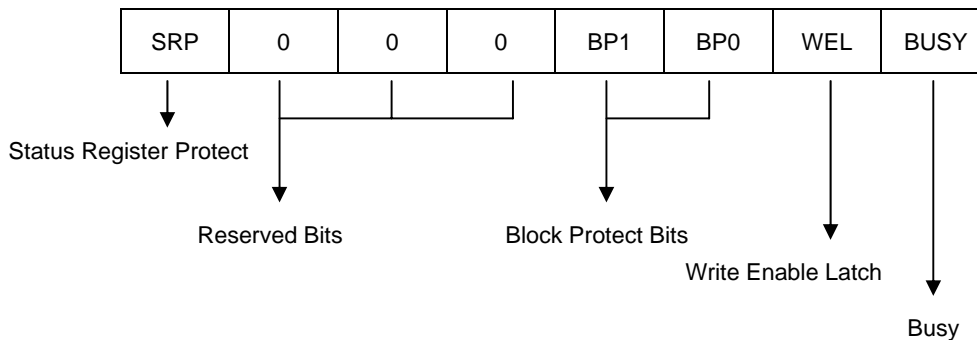 SRP 0 0 0 BP1 BP0 WEL BUSY
Status Register Protect
Reserved Bits
Block Protect Bits
Write Enable Latch
Busy